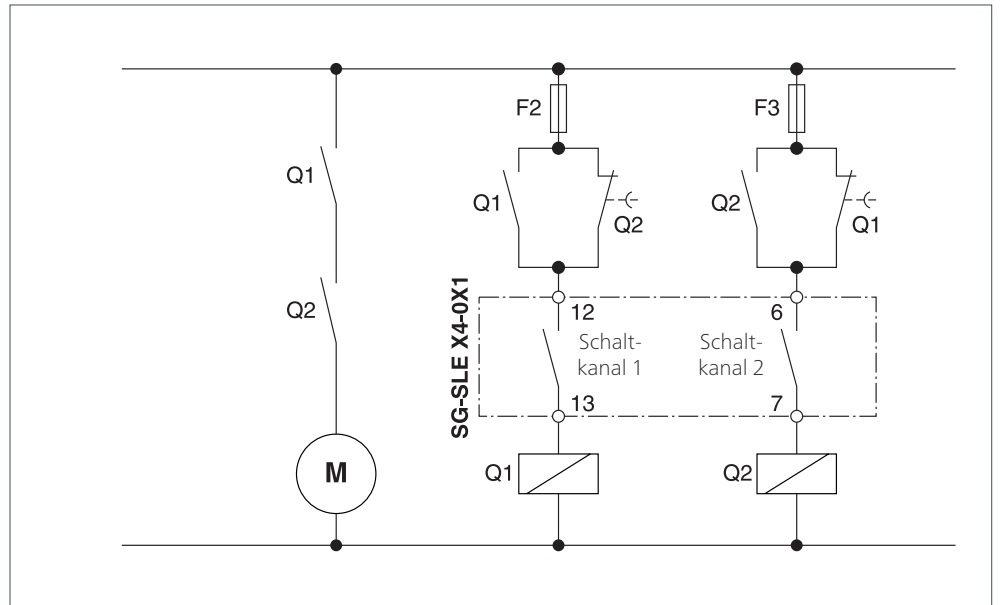 Q1
Q2
M
F2
Q1
Q2
F3
Q2
Q1
SG-SLE X4-0X1
12
Schalt-
kanal 1
13
6
Schalt-
kanal 2
7
Q1
Q2